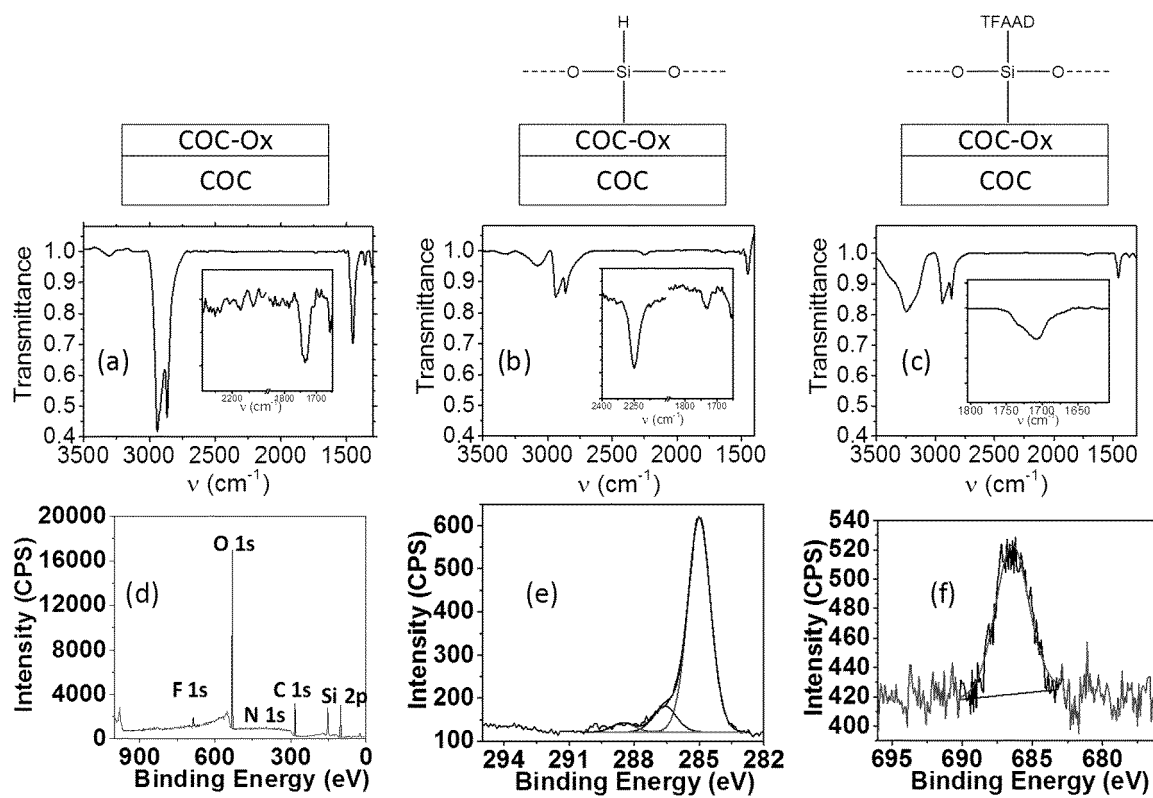 H
O Si O
COC-Ox
COC
COC-Ox
COC
TFAAD
O Si O
COC-Ox
COC
Transmittance
1.0
0.9
0.8
0.7
0.6
0.5
0.4
(a)
2200 1800 1700
ν (cm-1)
3500 3000 2500 2000 1500
ν (cm-1)
Transmittance
1.0
0.9
0.8
0.7
0.6
0.5
0.4
(b)
2400 2250 1800 1700
ν (cm-1)
3500 3000 2500 2000 1500
ν (cm-1)
Transmittance
1.0
0.9
0.8
0.7
0.6
0.5
0.4
(c)
1800 1750 1700 1650
ν (cm-1)
3500 3000 2500 2000 1500
ν (cm-1)
Intensity (CPS)
20000
16000
12000
8000
4000
0
(d)
O 1s
F 1s
N 1s
C 1s
Si 2p
900 600 300 0
Binding Energy (eV)
Intensity (CPS)
600
500
400
300
200
100
(e)
294 291 288 285 282
Binding Energy (eV)
Intensity (CPS)
540
520
500
480
460
440
420
400
(f)
695 690 685 680
Binding Energy (eV)